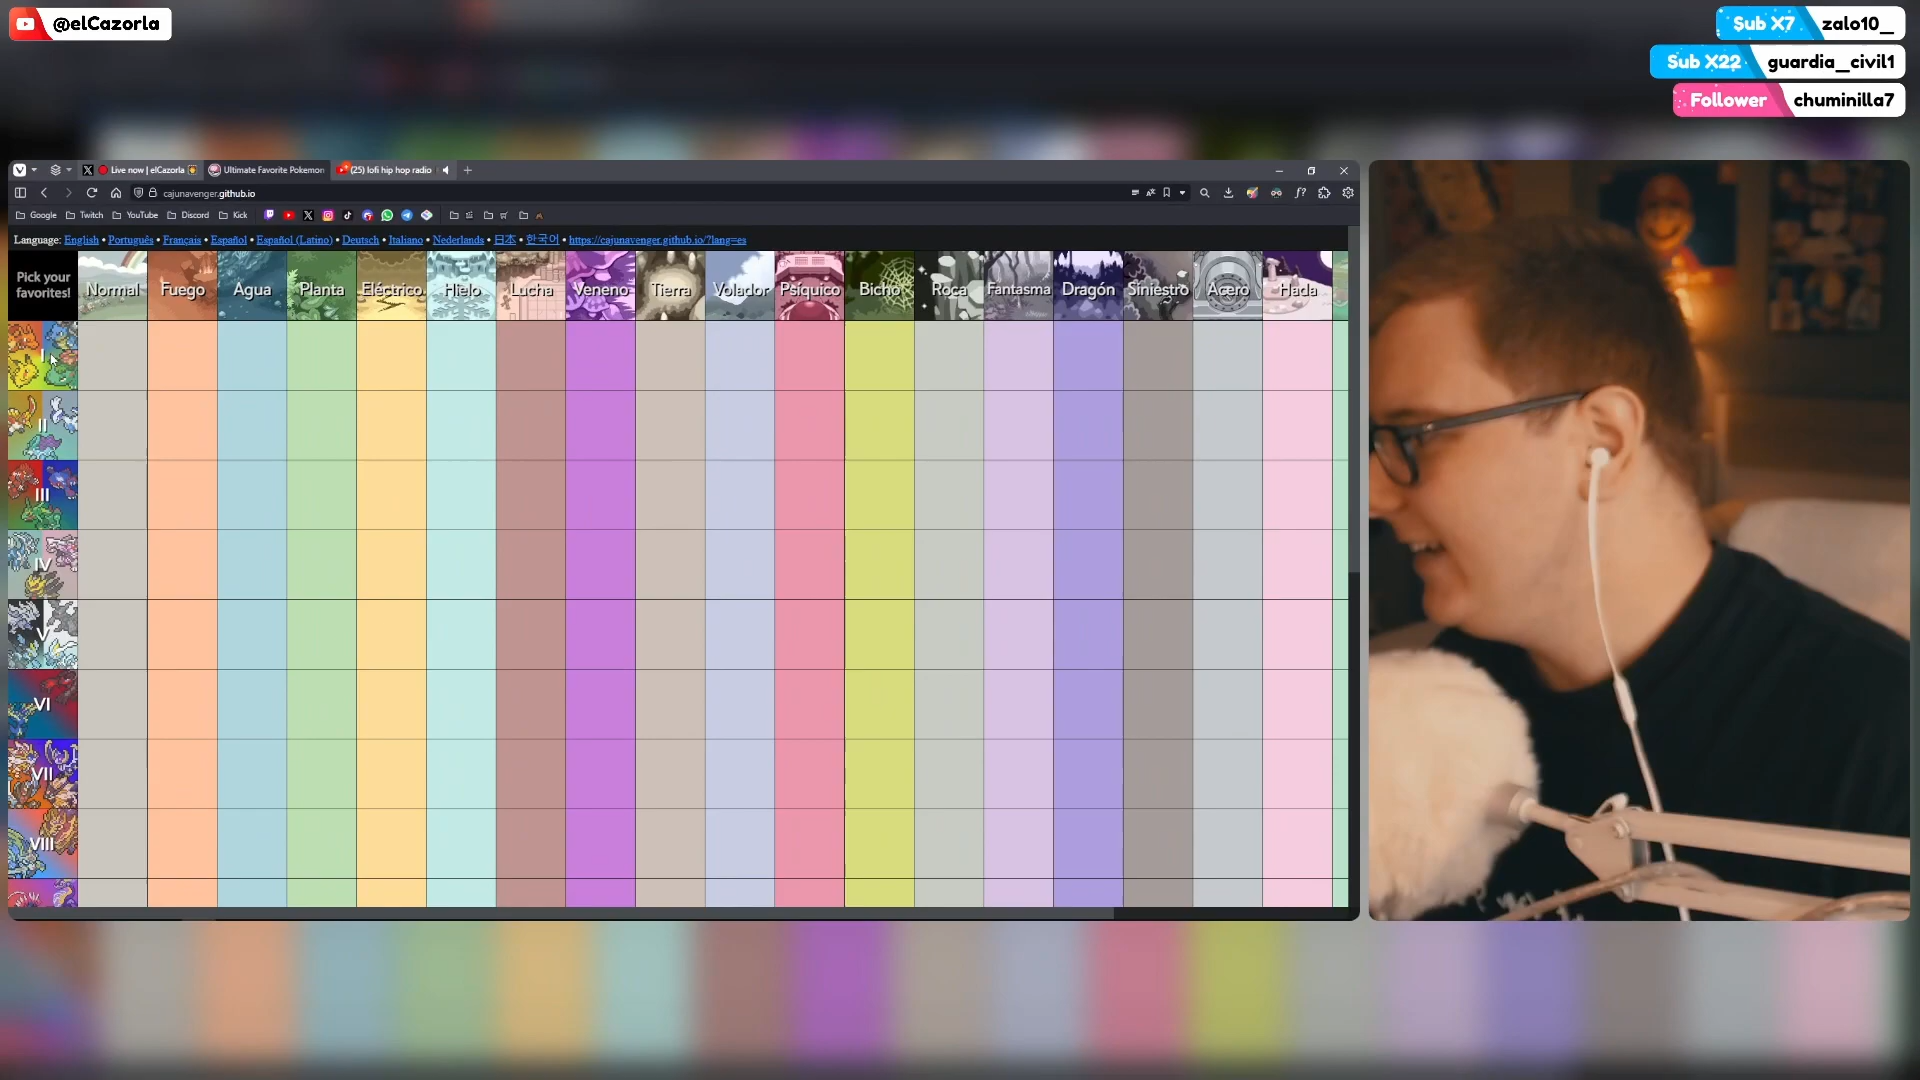 @elCazorla
Sub X7 zalo10_
Sub X22 guardia_civil1
Follower chuminilla7
Live now | elCazorla
Ultimate Favorite Pokemon
(25) lofi hip hop radio
cajunavenger.github.io
Google Twitch YouTube Discord Kick
Language: English • Português • Français • Español • Español (Latino) • Deutsch • Italiano • Nederlands • 日本 • 한국어 • https://cajunavenger.github.io/?lang=es
Pick your
favorites!
Normal Fuego Agua Planta Eléctrico Hielo Lucha Veneno Tierra Volador Psíquico Bicho Roca Fantasma Dragón Siniestro Acero Hada
I
II
III
IV
V
VI
VII
VIII